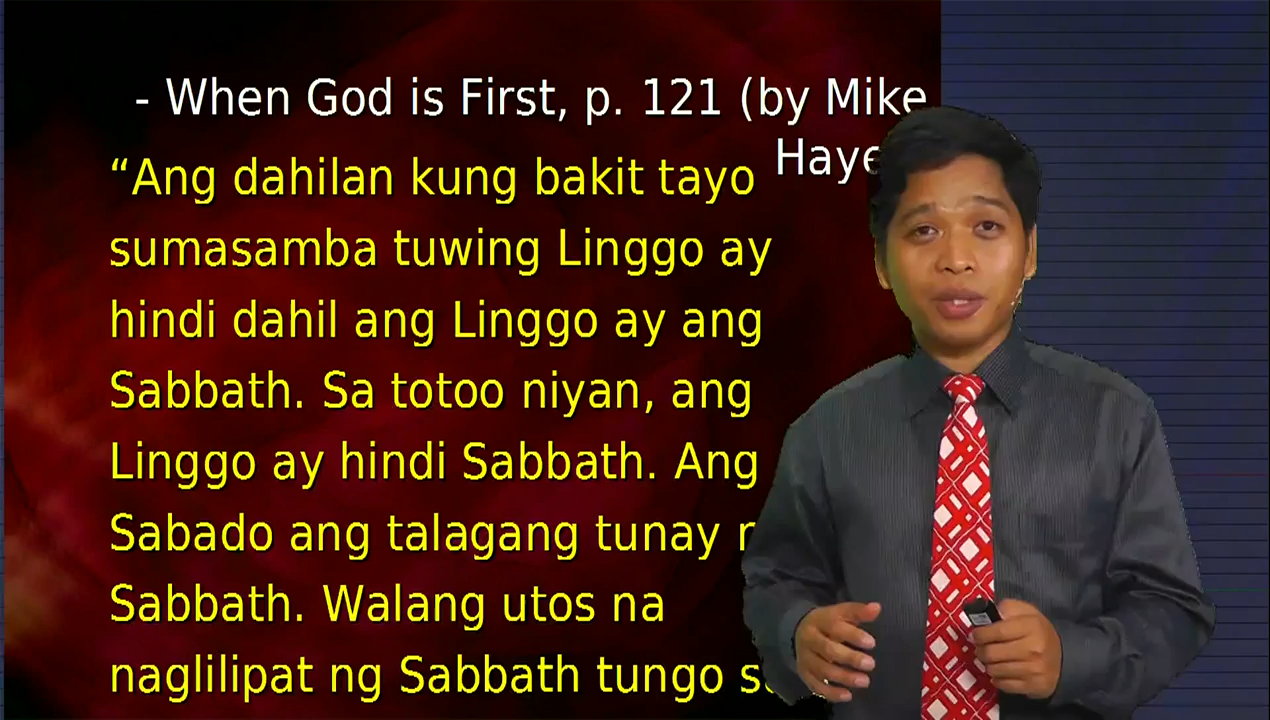 - When God is First, p. 121 (by Mike
“Ang dahilan kung bakit tayo
sumasamba tuwing Linggo ay
hindi dahil ang Linggo ay ang
Sabbath. Sa totoo niyan, ang
Linggo ay hindi Sabbath. Ang
Sabado ang talagang tunay
Sabbath. Walang utos na
naglilipat ng Sabbath tungo